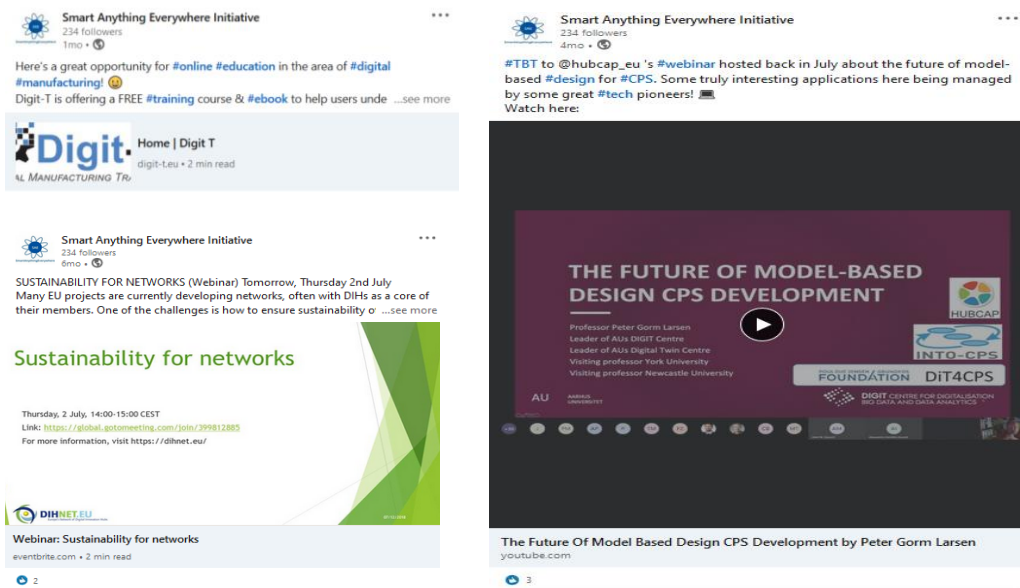 Smart Anything Everywhere Initiative
234 followers
1mo •
Here's a great opportunity for #online #education in the area of #digital
#manufacturing!
Digit-T is offering a FREE #training course & #ebook to help users unde ...see more
Digit
AL MANUFACTURING TRA
Home | Digit T
digit-t.eu • 2 min read
Smart Anything Everywhere Initiative
234 followers
6mo •
SUSTAINABILITY FOR NETWORKS (Webinar) Tomorrow, Thursday 2nd July
Many EU projects are currently developing networks, often with DIHs as a core of
their members. One of the challenges is how to ensure sustainability o ...see more
Sustainability for networks
Thursday, 2 July, 14:00-15:00 CEST
Link: https://global.gotomeeting.com/join/399812885
For more information, visit https://dihnet.eu/
DIHNET.EU
Webinar: Sustainability for networks
eventbrite.com • 2 min read
2
Smart Anything Everywhere Initiative
234 followers
4mo •
#TBT to @hubcap_eu 's #webinar hosted back in July about the future of model-
based #design for #CPS. Some truly interesting applications here being managed
by some great #tech pioneers!
Watch here:
THE FUTURE OF MODEL-BASED
DESIGN CPS DEVELOPMENT
Professor Peter Gorm Larsen
Leader of AUs DIGIT Centre
Leader of AUs Digital Twin Centre
Visiting professor York University
Visiting professor Newcastle University
HUBCAP
INTO-CPS
FOUNDATION
DiT4CPS
AU
AARHUS
UNIVERSITET
DIGIT CENTRE FOR DIGITALISATION
BIG DATA AND DATA ANALYTICS
The Future Of Model Based Design CPS Development by Peter Gorm Larsen
youtube.com
3